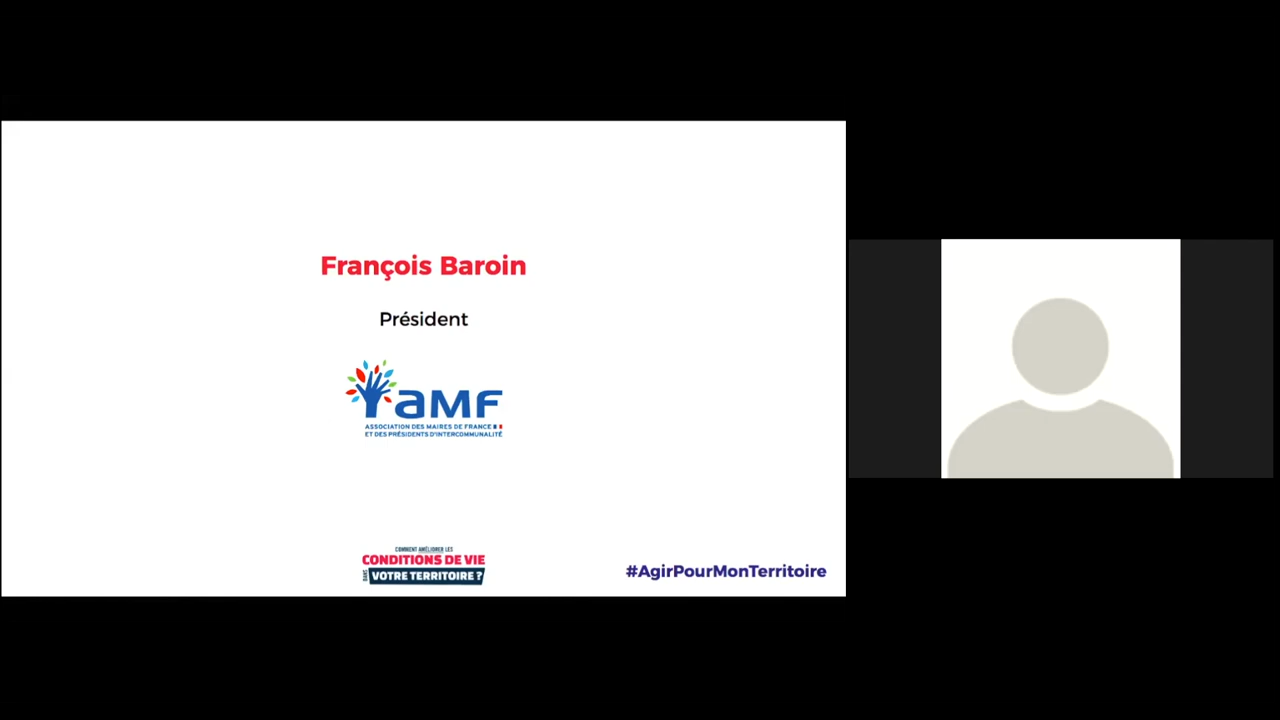 François Baroin
Président
aMF
ASSOCIATION DES MAIRES DE FRANCE
ET DES PRÉSIDENTS D'INTERCOMMUNALITÉ
COMMENT AMÉLIORER LES
CONDITIONS DE VIE
DANS VOTRE TERRITOIRE ?
#AgirPourMonTerritoire